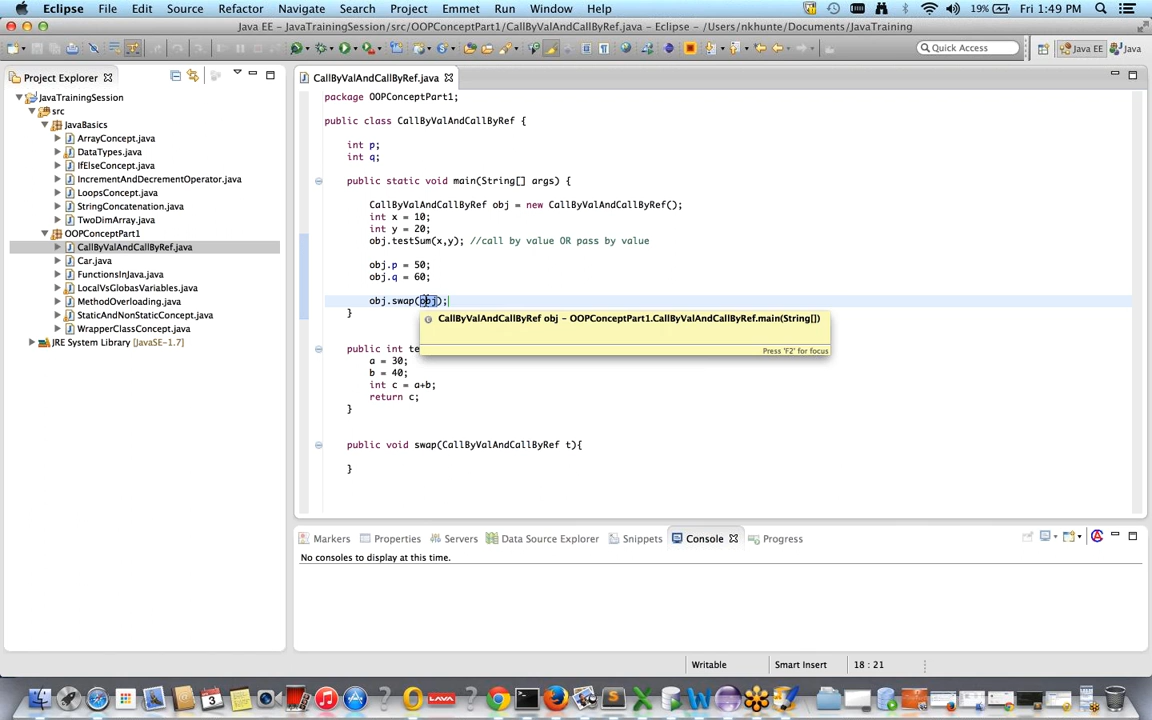 Eclipse File Edit Source Refactor Navigate Search Project Emmet Run Window Help 19% Fri 1:49 PM
Java EE - JavaTrainingSession/src/OOPConceptPart1/CallByValAndCallByRef.java - Eclipse - /Users/nkhunte/Documents/JavaTraining
Quick Access Java EE Java
Project Explorer
JavaTrainingSession
src
JavaBasics
ArrayConcept.java
DataTypes.java
IfElseConcept.java
IncrementAndDecrementOperator.java
LoopsConcept.java
StringConcatenation.java
TwoDimArray.java
OOPConceptPart1
CallByValAndCallByRef.java
Car.java
FunctionsInJava.java
LocalVsGlobasVariables.java
MethodOverloading.java
StaticAndNonStaticConcept.java
WrapperClassConcept.java
JRE System Library [JavaSE-1.7]
CallByValAndCallByRef.java
package OOPConceptPart1;
public class CallByValAndCallByRef {
int p;
int q;
public static void main(String[] args) {
CallByValAndCallByRef obj = new CallByValAndCallByRef();
int x = 10;
int y = 20;
obj.testSum(x,y); //call by value OR pass by value
obj.p = 50;
obj.q = 60;
obj.swap(obj);
}
CallByValAndCallByRef obj - OOPConceptPart1.CallByValAndCallByRef.main(String[])
Press 'F2' for focus
public int te
a = 30;
b = 40;
int c = a+b;
return c;
}
public void swap(CallByValAndCallByRef t){
}
Markers Properties Servers Data Source Explorer Snippets Console Progress
No consoles to display at this time.
Writable Smart Insert 18 : 21